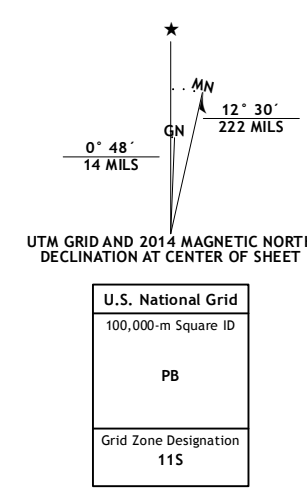 ★
MN
GN
12° 30´
222 MILS
0° 48´
14 MILS
UTM GRID AND 2014 MAGNETIC NORTH
DECLINATION AT CENTER OF SHEET
U.S. National Grid
100,000-m Square ID
PB
Grid Zone Designation
11S